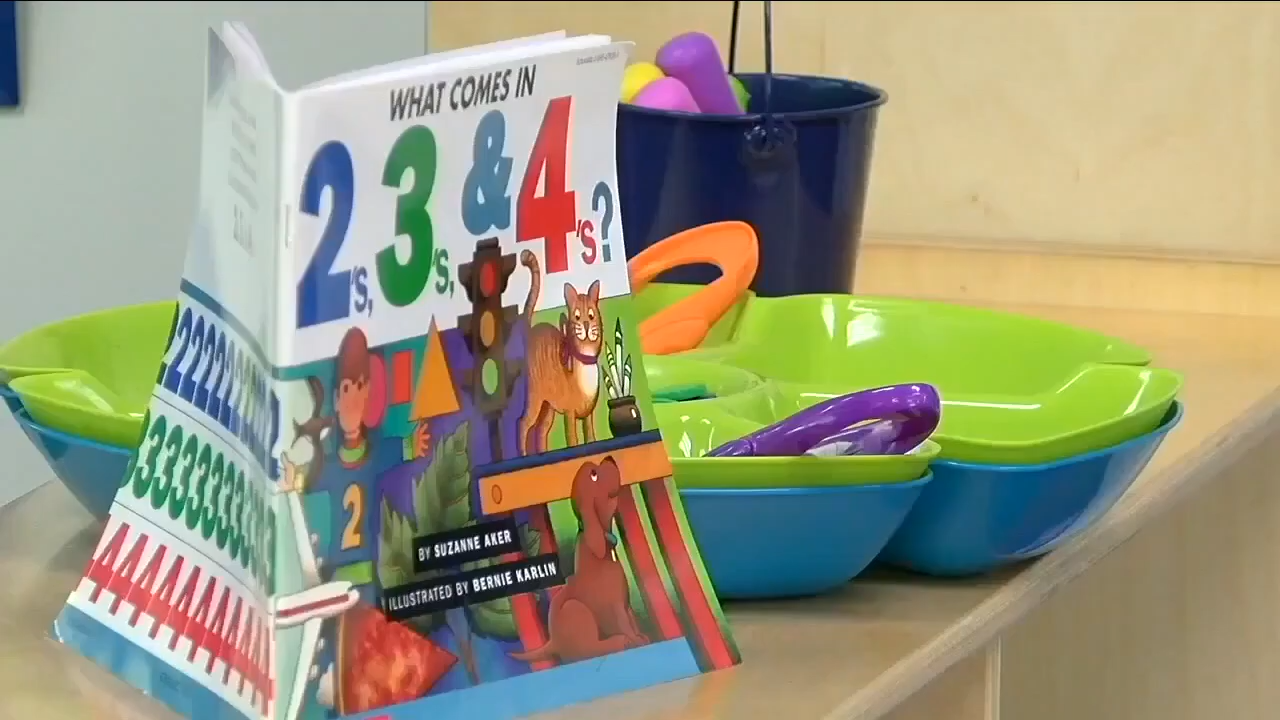 WHAT COMES IN
2's, 3's, & 4's?
2
BY SUZANNE AKER
ILLUSTRATED BY BERNIE KARLIN